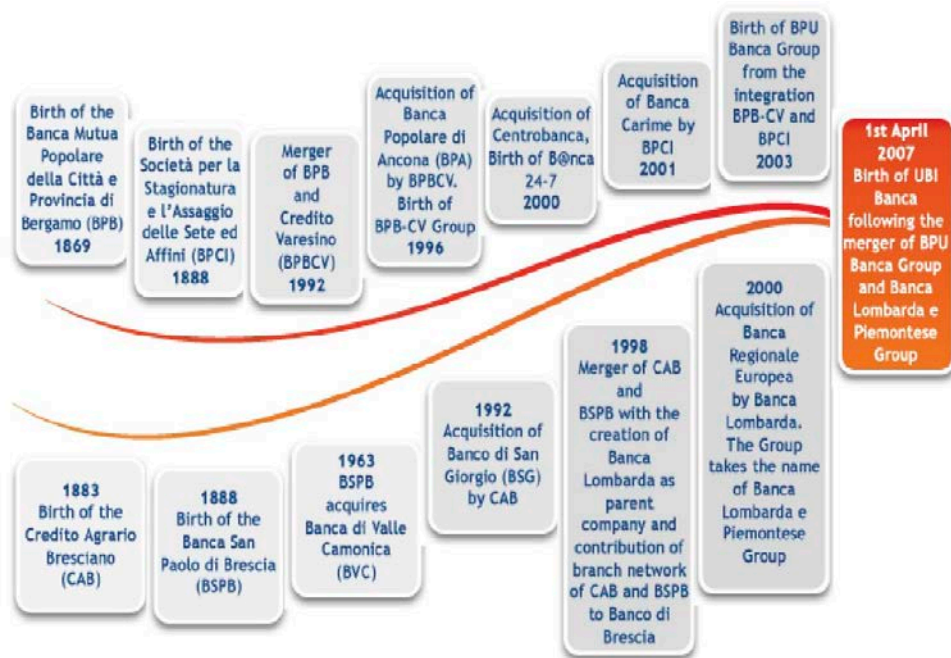 Birth of the
Banca Mutua
Popolare
della Città e
Provincia di
Bergamo (BPB)
1869
Birth of the
Società per la
Stagionatura
e l'Assaggio
delle Sete ed
Affini (BPCI)
1888
Merger
of BPB
and
Credito
Varesino
(BPBCV)
1992
Acquisition of
Banca
Popolare di
Ancona (BPA)
by BPBCV.
Birth of
BPB-CV Group
1996
Acquisition of
Centrobanca,
Birth of B@nca
24-7
2000
Acquisition
of Banca
Carime by
BPCI
2001
Birth of BPU
Banca Group
from the
integration
BPB-CV and
BPCI
2003
1st April
2007
Birth of UBI
Banca
following the
merger of BPU
Banca Group
and Banca
Lombarda e
Piemontese
Group
1883
Birth of the
Credito Agrario
Bresciano
(CAB)
1888
Birth of the
Banca San
Paolo di Brescia
(BSPB)
1963
BSPB
acquires
Banca di Valle
Camonica
(BVC)
1992
Acquisition of
Banco di San
Giorgio (BSG)
by CAB
1998
Merger of CAB
and
BSPB with the
creation of
Banca
Lombarda as
parent
company and
contribution of
branch network
of CAB and BSPB
to Banco di
Brescia
2000
Acquisition of
Banca
Regionale
Europea
by Banca
Lombarda.
The Group
takes the name
of Banca
Lombarda e
Piemontese
Group